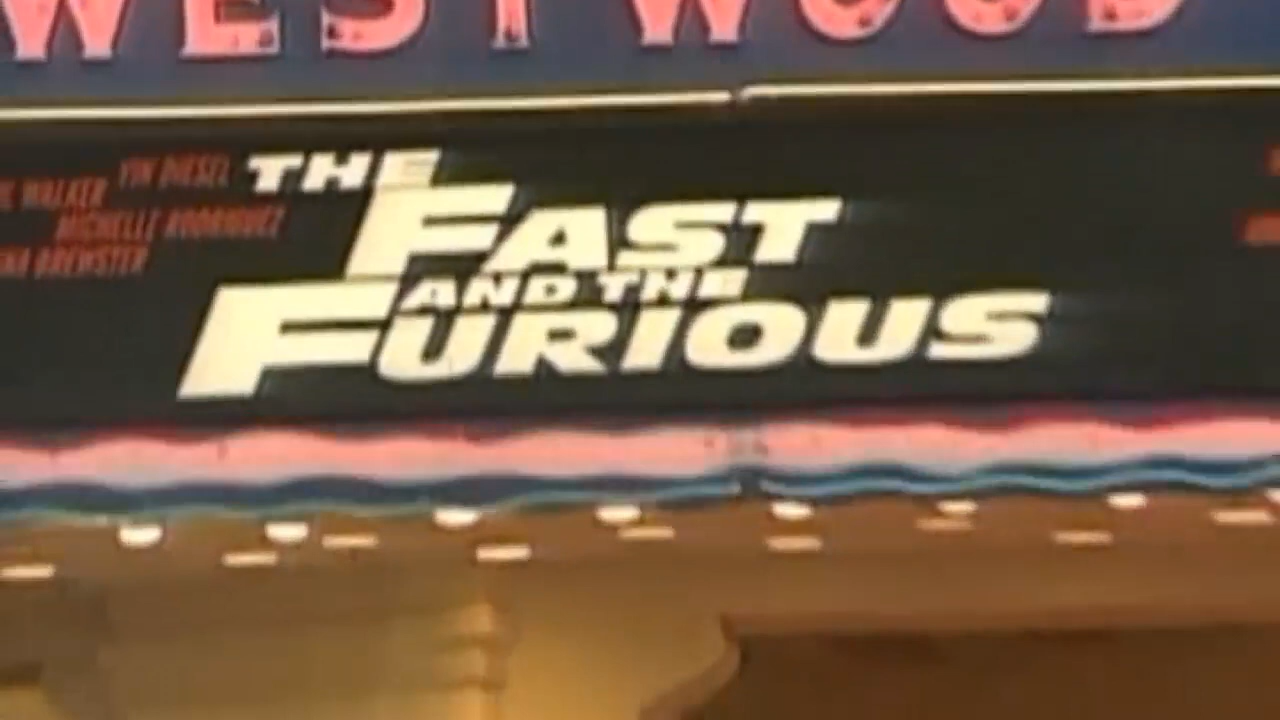 WESTWOOD
VIN DIESEL
WALKER
MICHELLE RODRIGUEZ
BREWSTER
THE
FAST
AND THE
FURIOUS